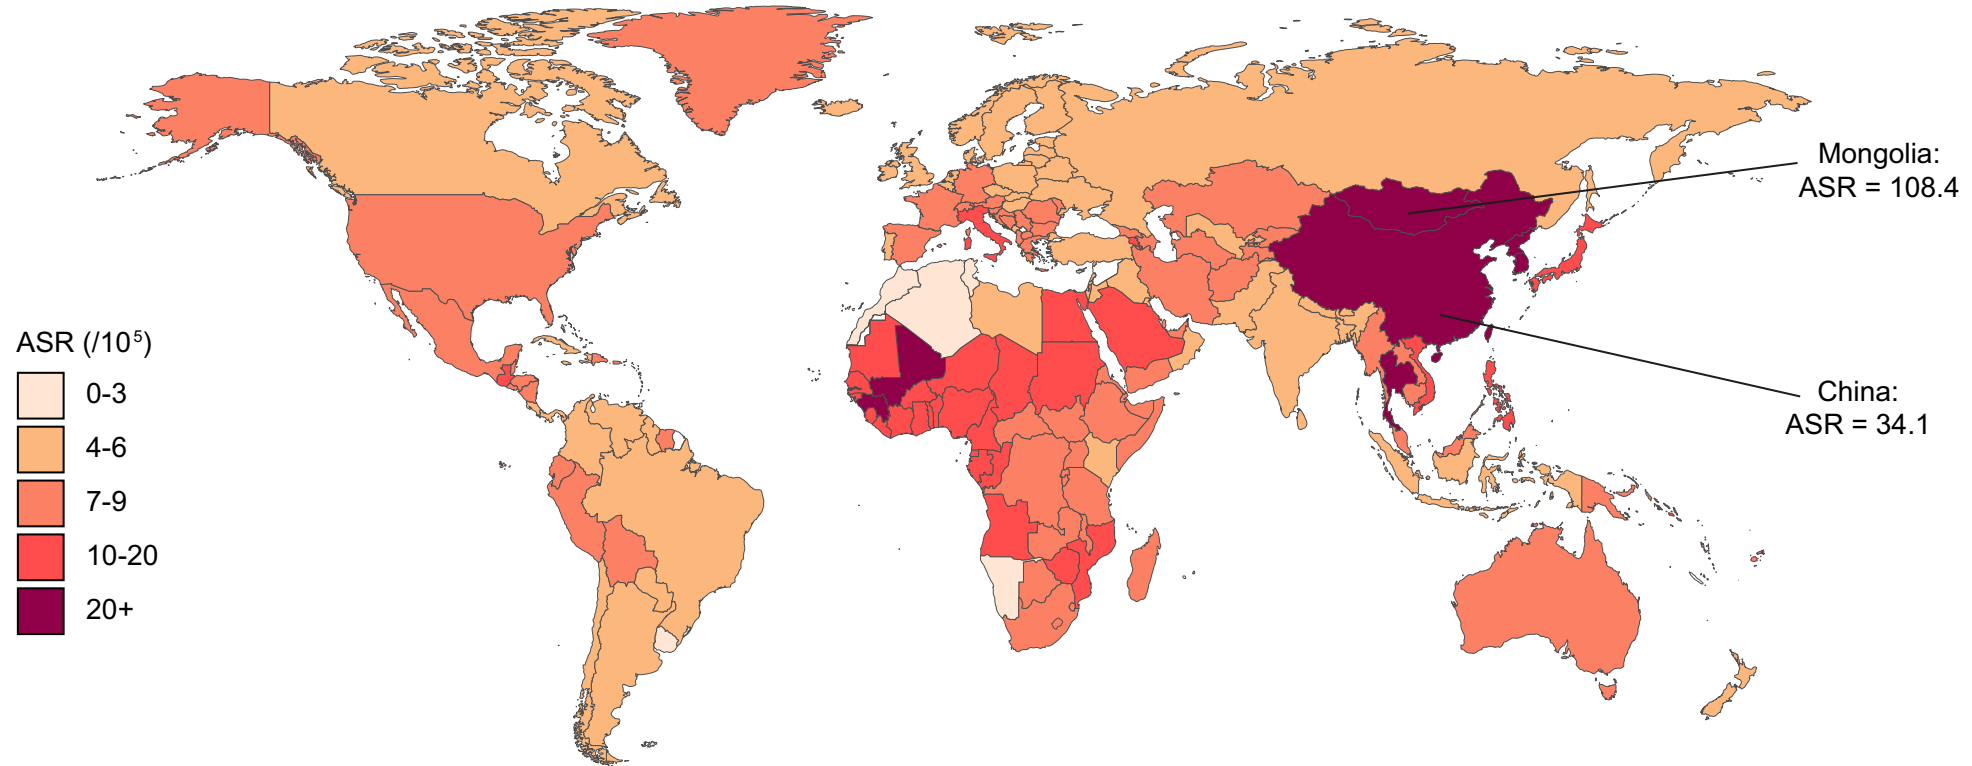 Mongolia:
ASR = 108.4
ASR (/10⁵)
0-3
4-6
7-9
10-20
20+
China:
ASR = 34.1